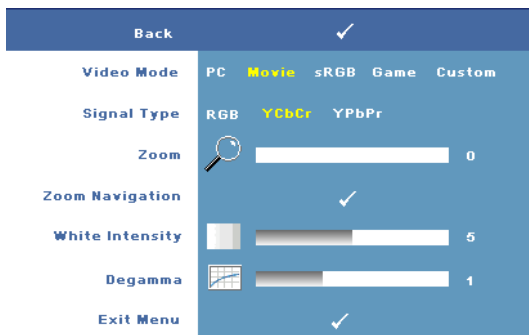 Back
Video Mode PC Movie sRGB Game Custom
Signal Type RGB YCbCr YPbPr
Zoom 0
Zoom Navigation
White Intensity 5
Degamma 1
Exit Menu